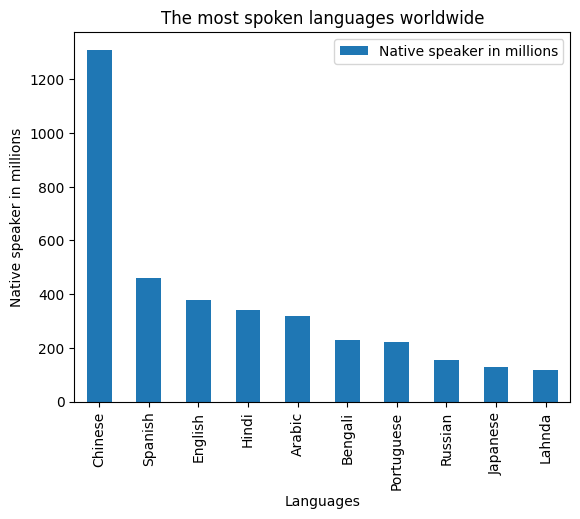 The most spoken languages worldwide
Native speaker in millions
Native speaker in millions
1200
1000
800
600
400
200
0
Chinese
Spanish
English
Hindi
Arabic
Bengali
Portuguese
Russian
Japanese
Lahnda
Languages